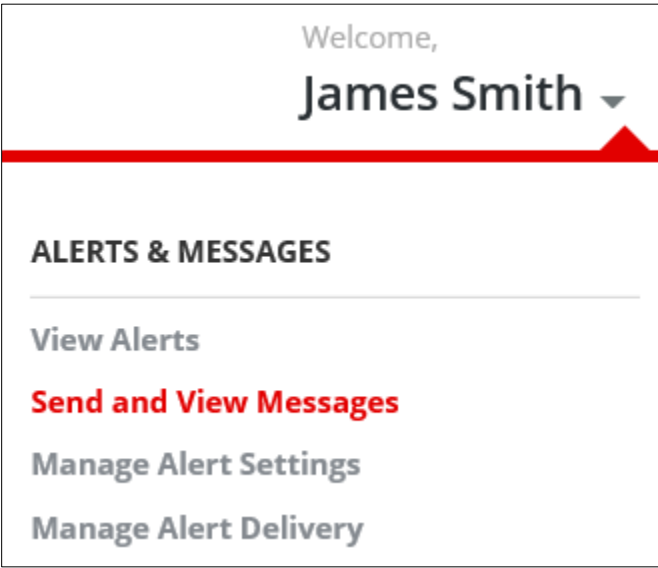 Welcome,
James Smith
ALERTS & MESSAGES
View Alerts
Send and View Messages
Manage Alert Settings
Manage Alert Delivery